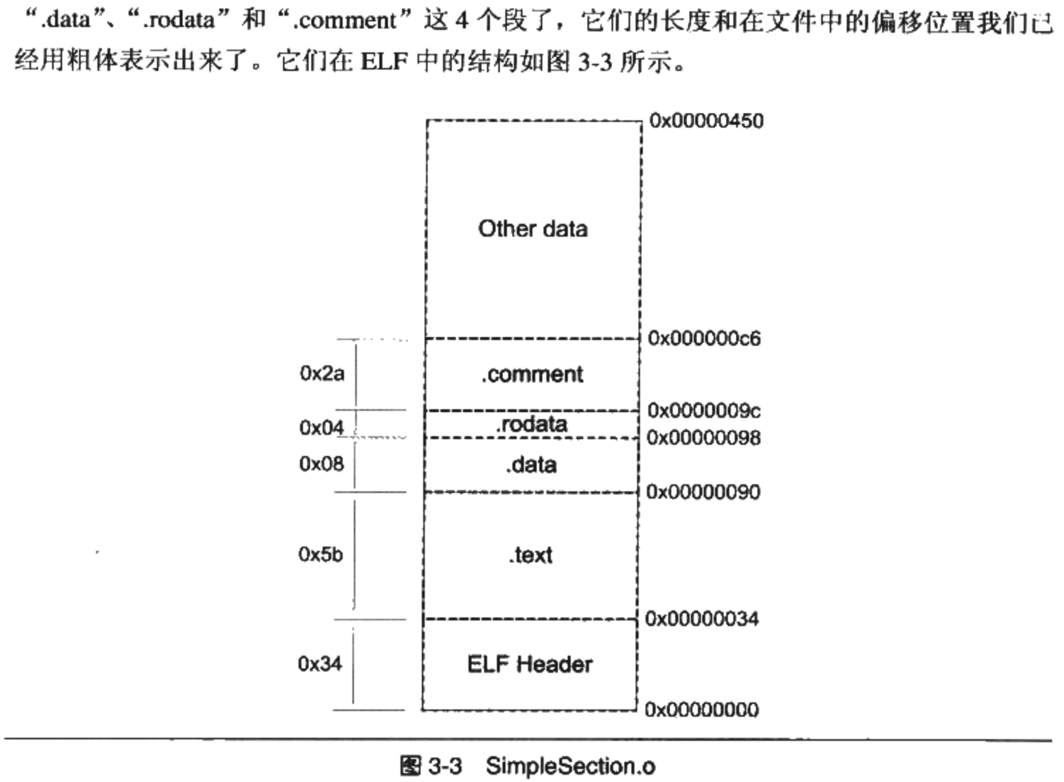 “.data”、“.rodata” 和 “.comment” 这 4 个段了，它们的长度和在文件中的偏移位置我们已
经用粗体表示出来了。它们在 ELF 中的结构如图 3-3 所示。
0x00000450
Other data
0x000000c6
0x2a
.comment
0x0000009c
0x04
.rodata
0x00000098
0x08
.data
0x00000090
0x5b
.text
0x00000034
0x34
ELF Header
0x00000000
图 3-3 SimpleSection.o